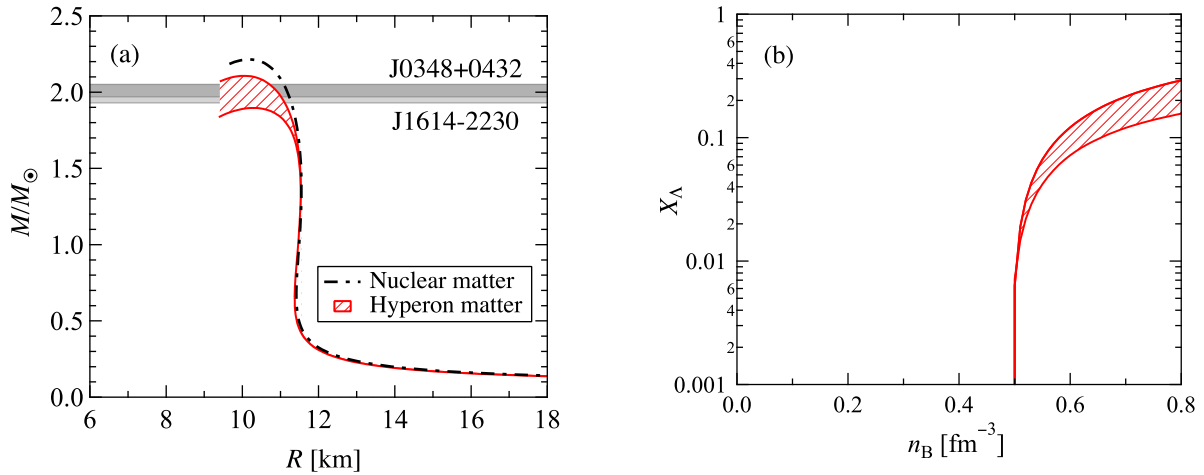 (a)
J0348+0432
J1614-2230
Nuclear matter
Hyperon matter
M/M☉
2.5
2.0
1.5
1.0
0.5
0.0
6 8 10 12 14 16 18
R [km]
(b)
X_Λ
1
6
4
2
0.1
6
4
2
0.01
6
4
2
0.001
0.0 0.2 0.4 0.6 0.8
n_B [fm⁻³]